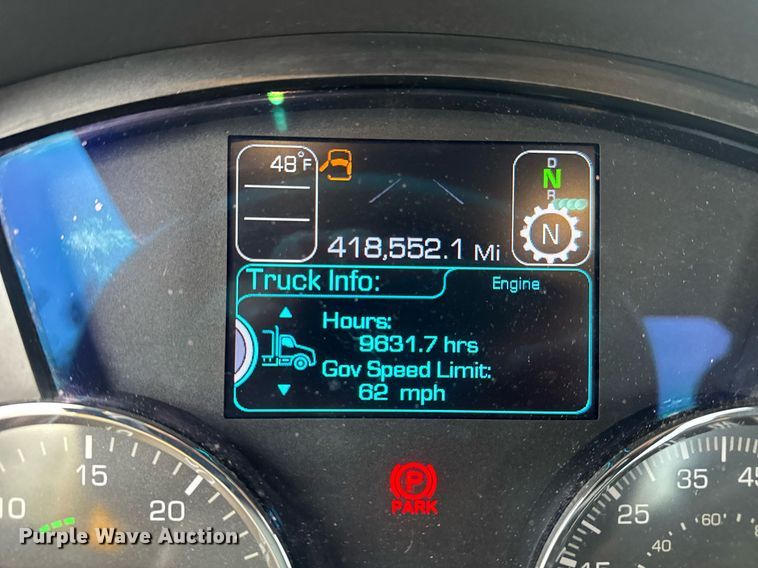 48°F
D
N
R
N
418,552.1 Mi
Truck Info:
Engine
Hours:
9631.7 hrs
Gov Speed Limit:
62 mph
P
PARK
10
15
20
15
25
35
45
40
60
Purple Wave Auction